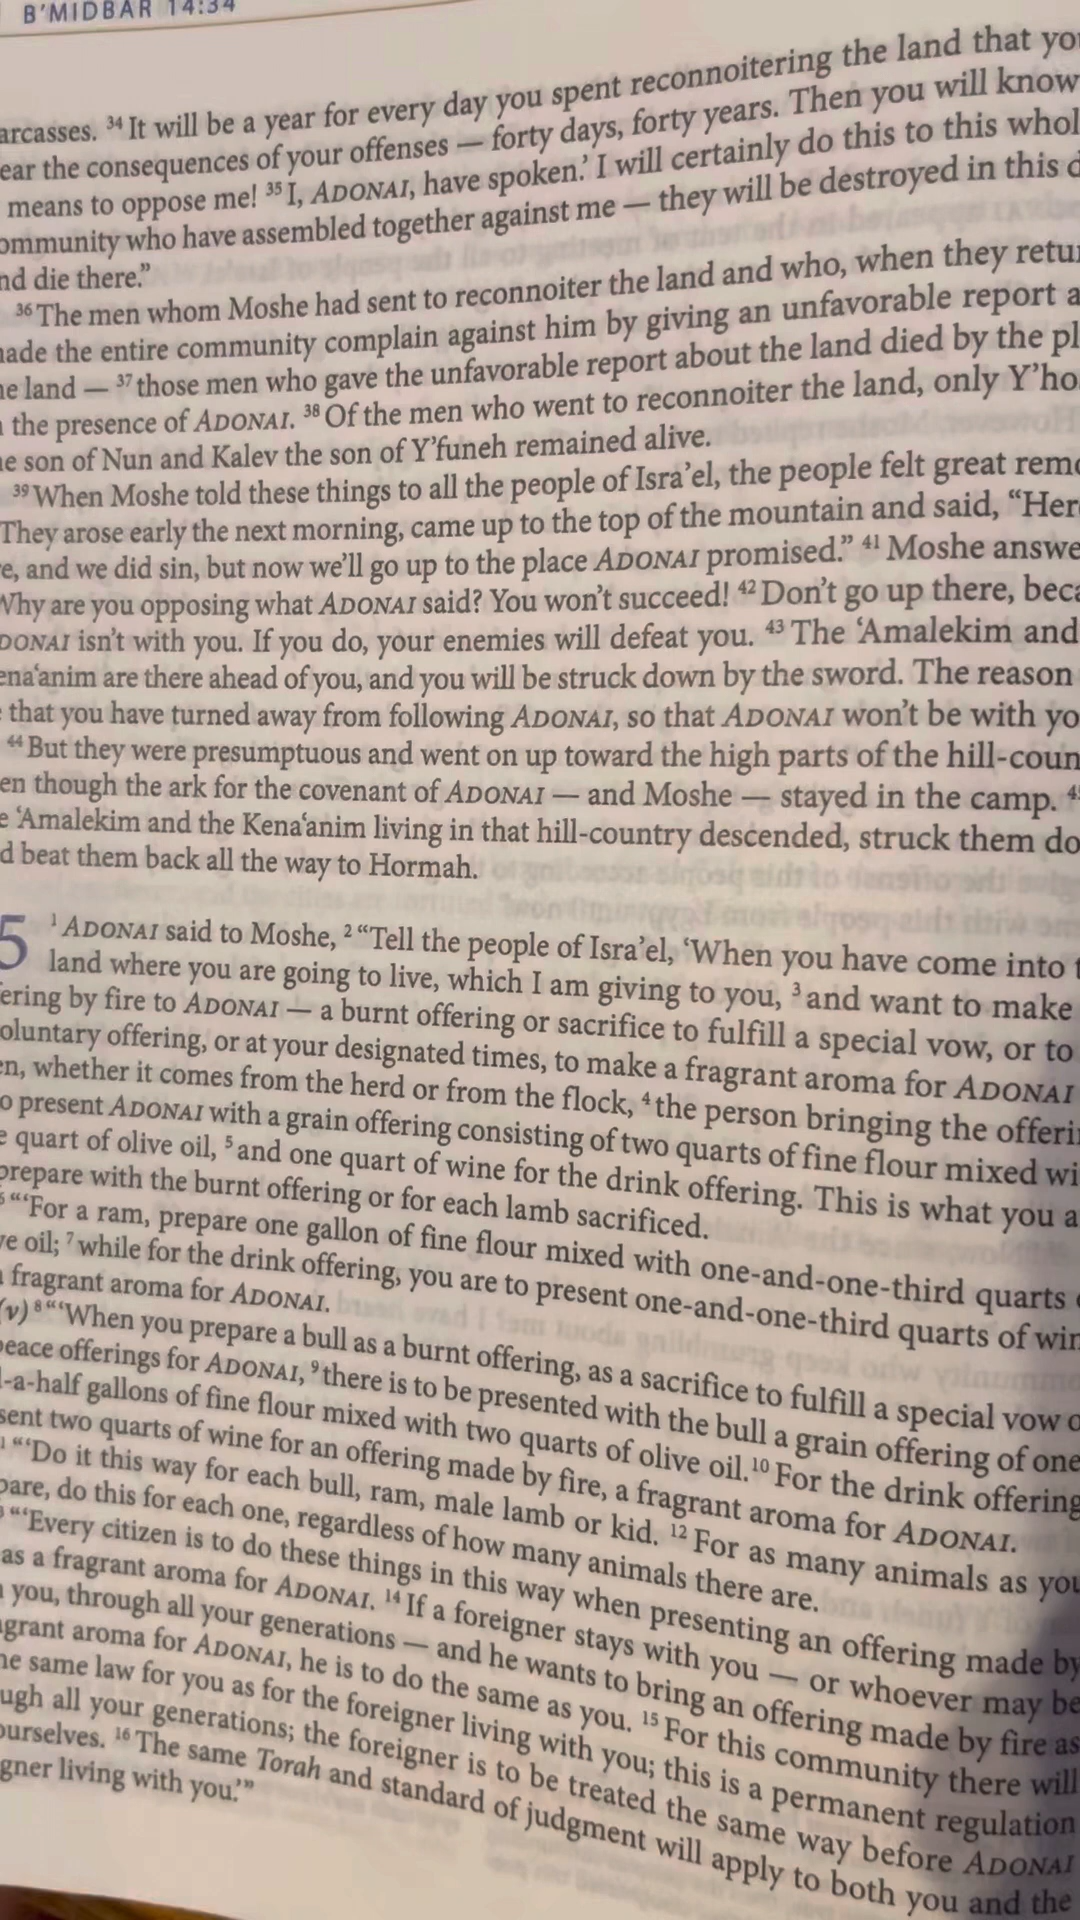 B'MIDBAR 14:34
arcasses. ³⁴ It will be a year for every day you spent reconnoitering the land that yo
ear the consequences of your offenses — forty days, forty years. Then you will know
means to oppose me! ³⁵ I, ADONAI, have spoken.' I will certainly do this to this whol
ommunity who have assembled together against me — they will be destroyed in this d
nd die there."
³⁶ The men whom Moshe had sent to reconnoiter the land and who, when they retur
nade the entire community complain against him by giving an unfavorable report a
ne land — ³⁷ those men who gave the unfavorable report about the land died by the pl
the presence of ADONAI. ³⁸ Of the men who went to reconnoiter the land, only Y'ho
ne son of Nun and Kalev the son of Y'funeh remained alive.
³⁹ When Moshe told these things to all the people of Isra'el, the people felt great remo
They arose early the next morning, came up to the top of the mountain and said, "Her
e, and we did sin, but now we'll go up to the place ADONAI promised." ⁴¹ Moshe answe
Why are you opposing what ADONAI said? You won't succeed! ⁴² Don't go up there, beca
DONAI isn't with you. If you do, your enemies will defeat you. ⁴³ The 'Amalekim and
ena'anim are there ahead of you, and you will be struck down by the sword. The reason
that you have turned away from following ADONAI, so that ADONAI won't be with yo
⁴⁴ But they were presumptuous and went on up toward the high parts of the hill-coun
en though the ark for the covenant of ADONAI — and Moshe — stayed in the camp. ⁴⁵
e 'Amalekim and the Kena'anim living in that hill-country descended, struck them do
d beat them back all the way to Hormah.
5 ¹ ADONAI said to Moshe, ² "Tell the people of Isra'el, 'When you have come into t
land where you are going to live, which I am giving to you, ³ and want to make
ering by fire to ADONAI — a burnt offering or sacrifice to fulfill a special vow, or to
oluntary offering, or at your designated times, to make a fragrant aroma for ADONAI
en, whether it comes from the herd or from the flock, ⁴ the person bringing the offeri
o present ADONAI with a grain offering consisting of two quarts of fine flour mixed wi
e quart of olive oil, ⁵ and one quart of wine for the drink offering. This is what you a
prepare with the burnt offering or for each lamb sacrificed.
⁶ "'For a ram, prepare one gallon of fine flour mixed with one-and-one-third quarts o
ve oil; ⁷ while for the drink offering, you are to present one-and-one-third quarts of win
fragrant aroma for ADONAI.
(v) ⁸ "'When you prepare a bull as a burnt offering, as a sacrifice to fulfill a special vow o
peace offerings for ADONAI, ⁹ there is to be presented with the bull a grain offering of one
l-a-half gallons of fine flour mixed with two quarts of olive oil. ¹⁰ For the drink offering
sent two quarts of wine for an offering made by fire, a fragrant aroma for ADONAI.
¹ "'Do it this way for each bull, ram, male lamb or kid. ¹² For as many animals as you
pare, do this for each one, regardless of how many animals there are.
³ "'Every citizen is to do these things in this way when presenting an offering made by
as a fragrant aroma for ADONAI. ¹⁴ If a foreigner stays with you — or whoever may be
you, through all your generations — and he wants to bring an offering made by fire as
agrant aroma for ADONAI, he is to do the same as you. ¹⁵ For this community there will
he same law for you as for the foreigner living with you; this is a permanent regulation
ugh all your generations; the foreigner is to be treated the same way before ADONAI
ourselves. ¹⁶ The same Torah and standard of judgment will apply to both you and the
gner living with you.'"